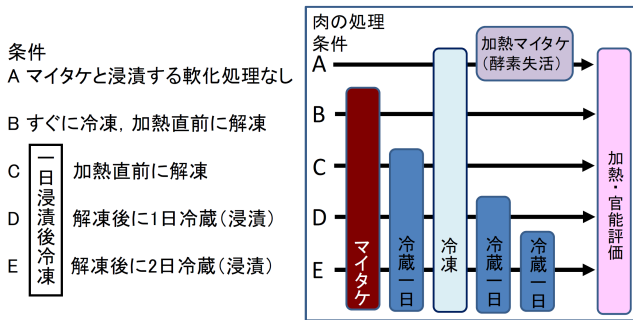 条件
A マイタケと浸漬する軟化処理なし
B すぐに冷凍，加熱直前に解凍
C 加熱直前に解凍
D 解凍後に1日冷蔵（浸漬）
E 解凍後に2日冷蔵（浸漬）
一日浸漬後冷凍
肉の処理
条件
A
B
C
D
E
マイタケ
冷蔵一日
冷凍
加熱マイタケ
（酵素失活）
冷蔵一日
冷蔵一日
加熱・官能評価